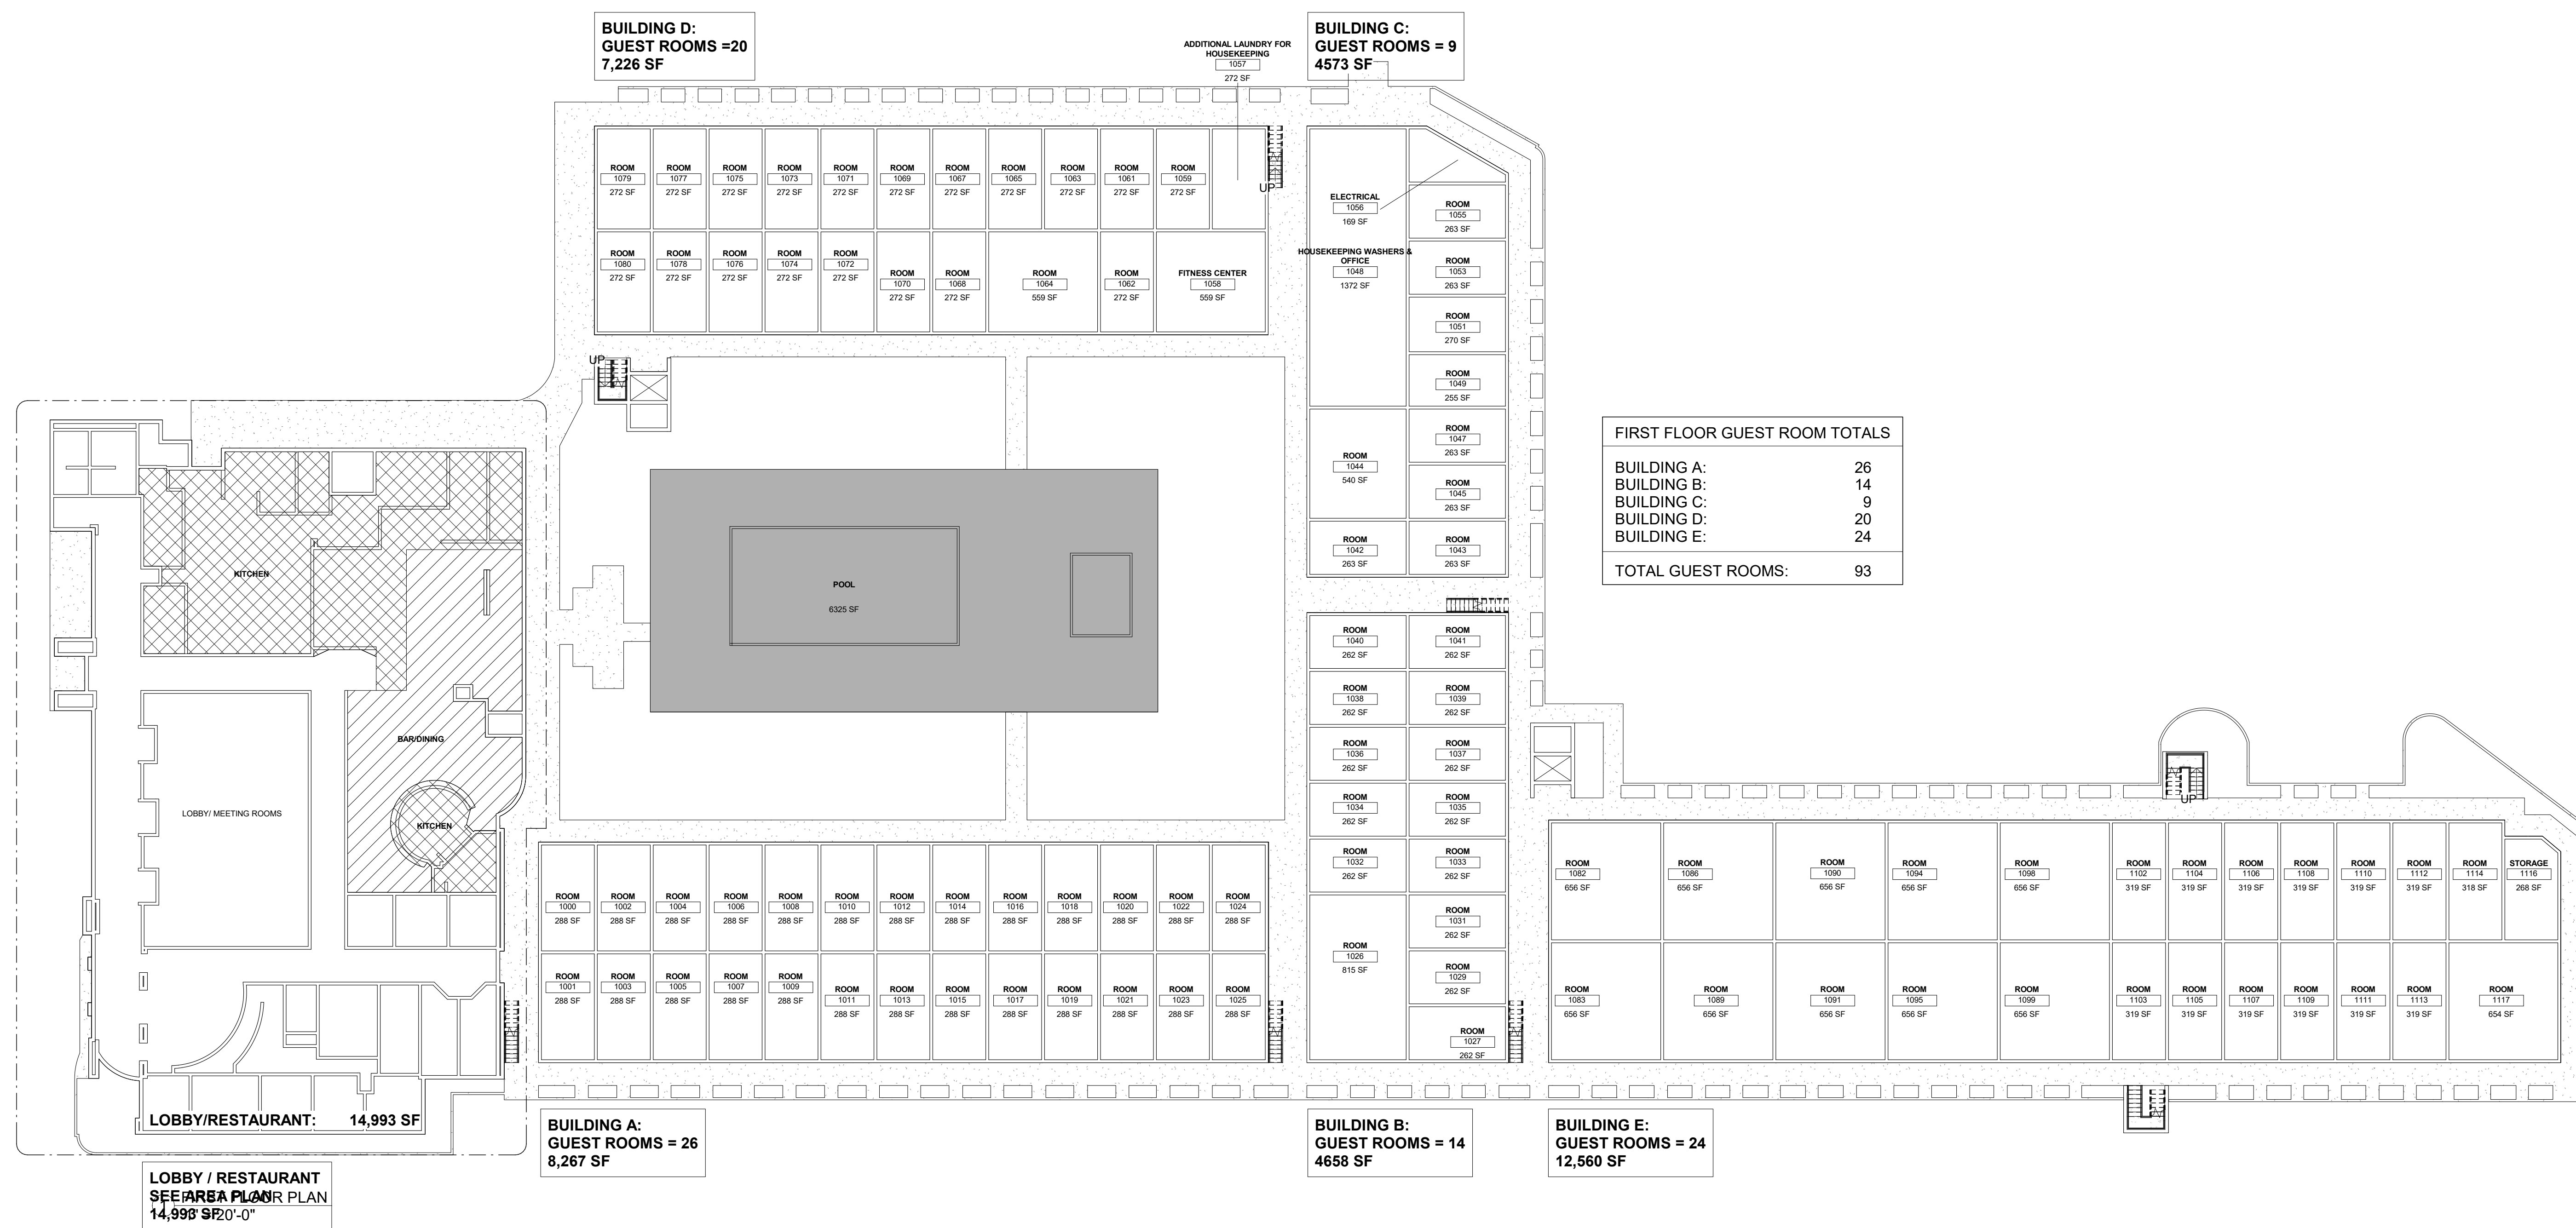 BUILDING D:
GUEST ROOMS =20
7,226 SF
ADDITIONAL LAUNDRY FOR
HOUSEKEEPING
1057
272 SF
BUILDING C:
GUEST ROOMS = 9
4573 SF
ROOM
1079
272 SF
ROOM
1077
272 SF
ROOM
1075
272 SF
ROOM
1073
272 SF
ROOM
1071
272 SF
ROOM
1069
272 SF
ROOM
1067
272 SF
ROOM
1065
272 SF
ROOM
1063
272 SF
ROOM
1061
272 SF
ROOM
1059
272 SF
UP
ROOM
1080
272 SF
ROOM
1078
272 SF
ROOM
1076
272 SF
ROOM
1074
272 SF
ROOM
1072
272 SF
ROOM
1070
272 SF
ROOM
1068
272 SF
ROOM
1064
559 SF
ROOM
1062
272 SF
FITNESS CENTER
1058
559 SF
UP
ELECTRICAL
1056
169 SF
HOUSEKEEPING WASHERS &
OFFICE
1048
1372 SF
ROOM
1055
263 SF
ROOM
1053
263 SF
ROOM
1051
270 SF
ROOM
1049
255 SF
ROOM
1047
263 SF
ROOM
1044
540 SF
ROOM
1045
263 SF
ROOM
1042
263 SF
ROOM
1043
263 SF
FIRST FLOOR GUEST ROOM TOTALS
BUILDING A: 26
BUILDING B: 14
BUILDING C: 9
BUILDING D: 20
BUILDING E: 24
TOTAL GUEST ROOMS: 93
KITCHEN
POOL
6325 SF
BAR/DINING
LOBBY/ MEETING ROOMS
KITCHEN
ROOM
1040
262 SF
ROOM
1041
262 SF
ROOM
1038
262 SF
ROOM
1039
262 SF
ROOM
1036
262 SF
ROOM
1037
262 SF
ROOM
1034
262 SF
ROOM
1035
262 SF
ROOM
1032
262 SF
ROOM
1033
262 SF
ROOM
1031
262 SF
ROOM
1026
815 SF
ROOM
1029
262 SF
ROOM
1027
262 SF
ROOM
1000
288 SF
ROOM
1002
288 SF
ROOM
1004
288 SF
ROOM
1006
288 SF
ROOM
1008
288 SF
ROOM
1010
288 SF
ROOM
1012
288 SF
ROOM
1014
288 SF
ROOM
1016
288 SF
ROOM
1018
288 SF
ROOM
1020
288 SF
ROOM
1022
288 SF
ROOM
1024
288 SF
ROOM
1001
288 SF
ROOM
1003
288 SF
ROOM
1005
288 SF
ROOM
1007
288 SF
ROOM
1009
288 SF
ROOM
1011
288 SF
ROOM
1013
288 SF
ROOM
1015
288 SF
ROOM
1017
288 SF
ROOM
1019
288 SF
ROOM
1021
288 SF
ROOM
1023
288 SF
ROOM
1025
288 SF
UP
ROOM
1082
656 SF
ROOM
1086
656 SF
ROOM
1090
656 SF
ROOM
1094
656 SF
ROOM
1098
656 SF
ROOM
1102
319 SF
ROOM
1104
319 SF
ROOM
1106
319 SF
ROOM
1108
319 SF
ROOM
1110
319 SF
ROOM
1112
319 SF
ROOM
1114
318 SF
STORAGE
1116
268 SF
ROOM
1083
656 SF
ROOM
1089
656 SF
ROOM
1091
656 SF
ROOM
1095
656 SF
ROOM
1099
656 SF
ROOM
1103
319 SF
ROOM
1105
319 SF
ROOM
1107
319 SF
ROOM
1109
319 SF
ROOM
1111
319 SF
ROOM
1113
319 SF
ROOM
1117
654 SF
LOBBY/RESTAURANT: 14,993 SF
BUILDING A:
GUEST ROOMS = 26
8,267 SF
BUILDING B:
GUEST ROOMS = 14
4658 SF
BUILDING E:
GUEST ROOMS = 24
12,560 SF
LOBBY / RESTAURANT
SEE AREA PLAN
14,993 SF
FIRST FLOOR PLAN